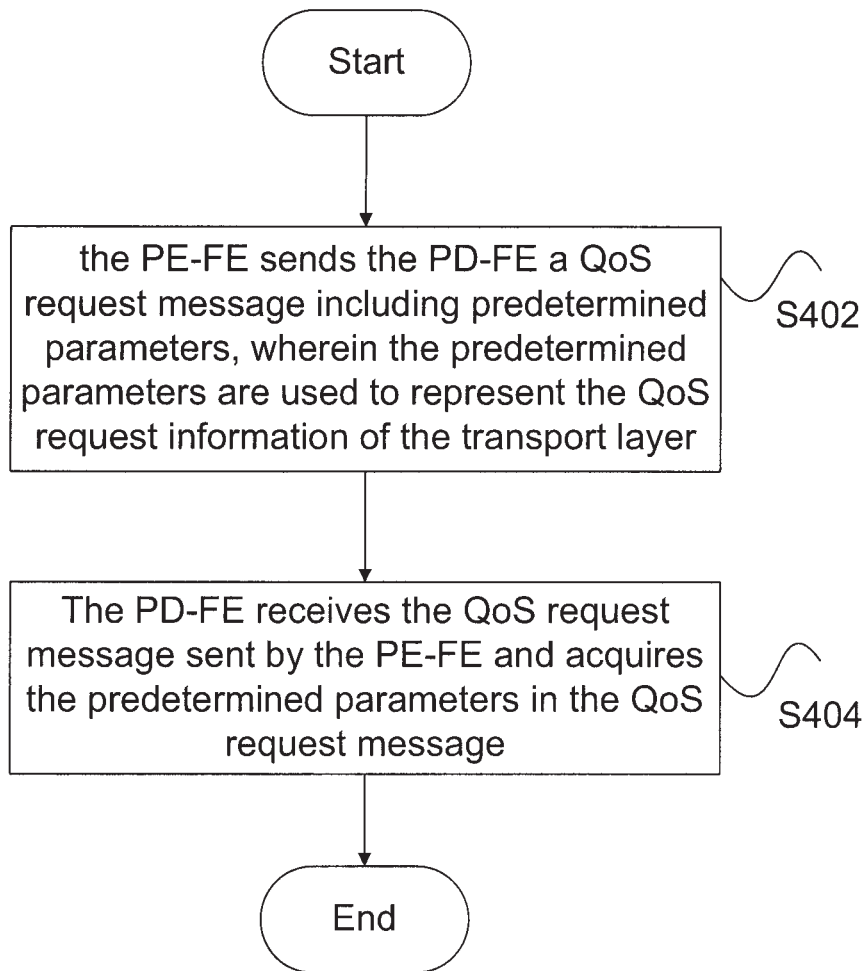 Start
the PE-FE sends the PD-FE a QoS
request message including predetermined
parameters, wherein the predetermined
parameters are used to represent the QoS
request information of the transport layer
S402
The PD-FE receives the QoS request
message sent by the PE-FE and acquires
the predetermined parameters in the QoS
request message
S404
End